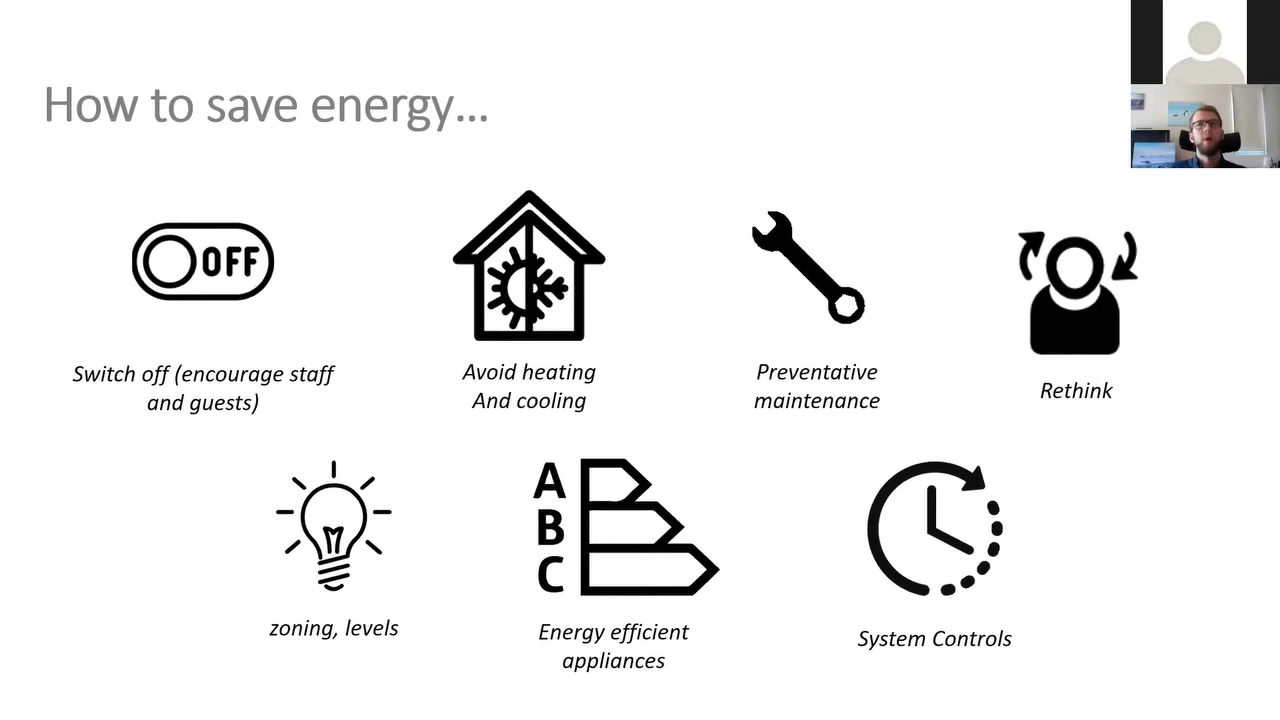 How to save energy...
OFF
Switch off (encourage staff
and guests)
Avoid heating
And cooling
Preventative
maintenance
Rethink
zoning, levels
A
B
C
Energy efficient
appliances
System Controls